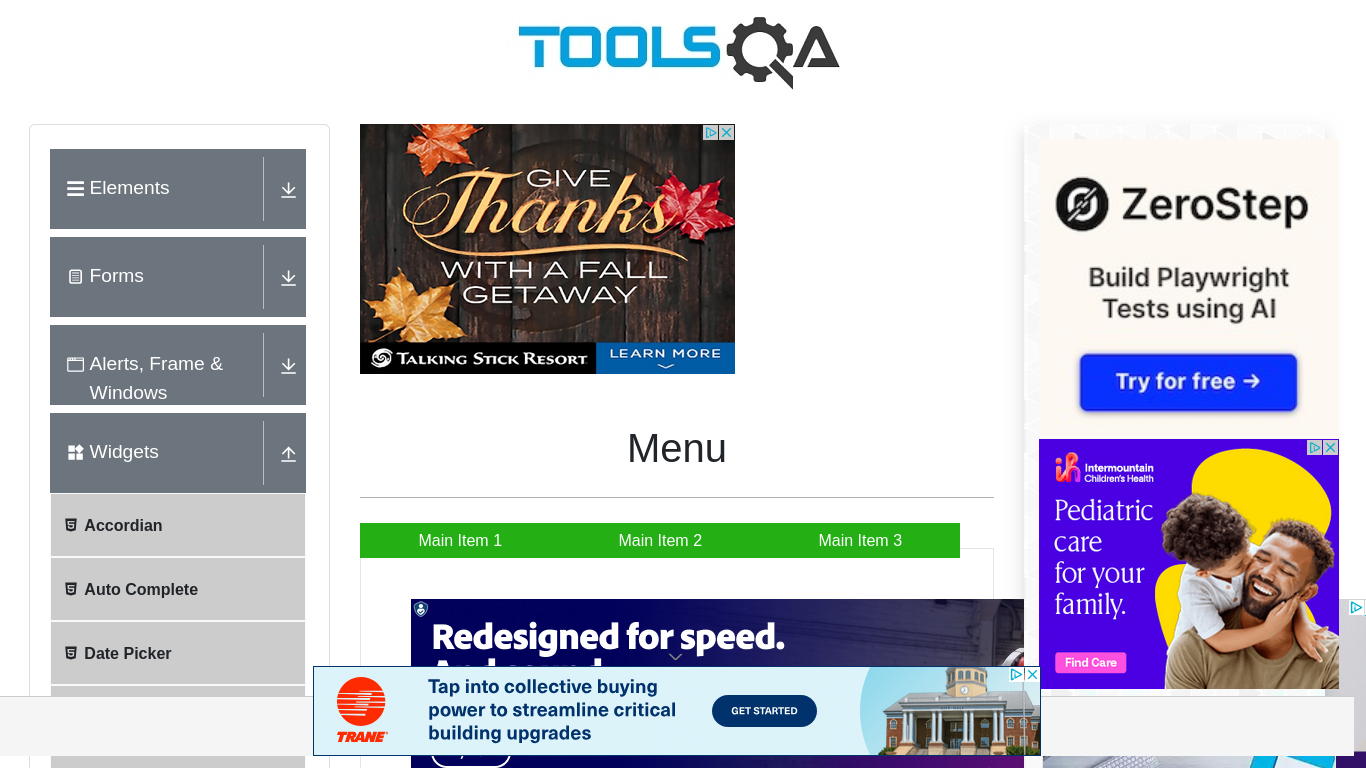 TOOLSQA
Elements
Forms
Alerts, Frame &
Windows
Widgets
Accordian
Auto Complete
Date Picker
GIVE
Thanks
WITH A FALL
GETAWAY
TALKING STICK RESORT
LEARN MORE
Menu
Main Item 1
Main Item 2
Main Item 3
Redesigned for speed.
And sound.
Tap into collective buying
power to streamline critical
building upgrades
TRANE
GET STARTED
ZeroStep
Build Playwright
Tests using AI
Try for free →
Intermountain
Children's Health
Pediatric
care
for your
family.
Find Care